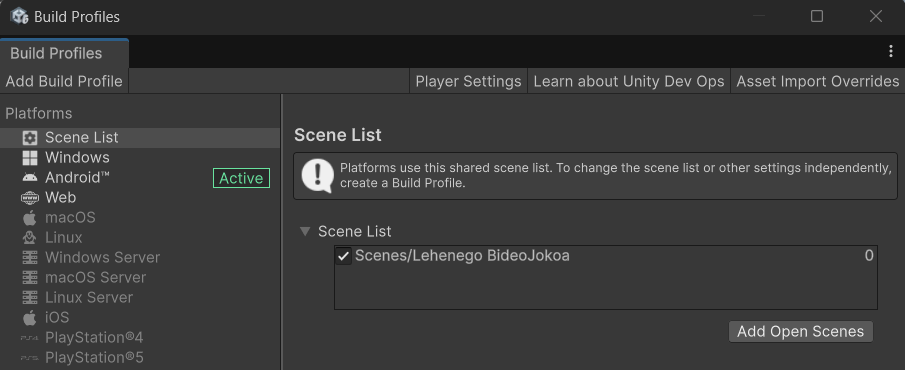 Build Profiles
Build Profiles
Add Build Profile Player Settings Learn about Unity Dev Ops Asset Import Overrides
Platforms
Scene List
Windows
Android™ Active
Web
macOS
Linux
Windows Server
macOS Server
Linux Server
iOS
PlayStation®4
PlayStation®5
Scene List
Platforms use this shared scene list. To change the scene list or other settings independently,
create a Build Profile.
Scene List
Scenes/Lehenego BideoJokoa 0
Add Open Scenes